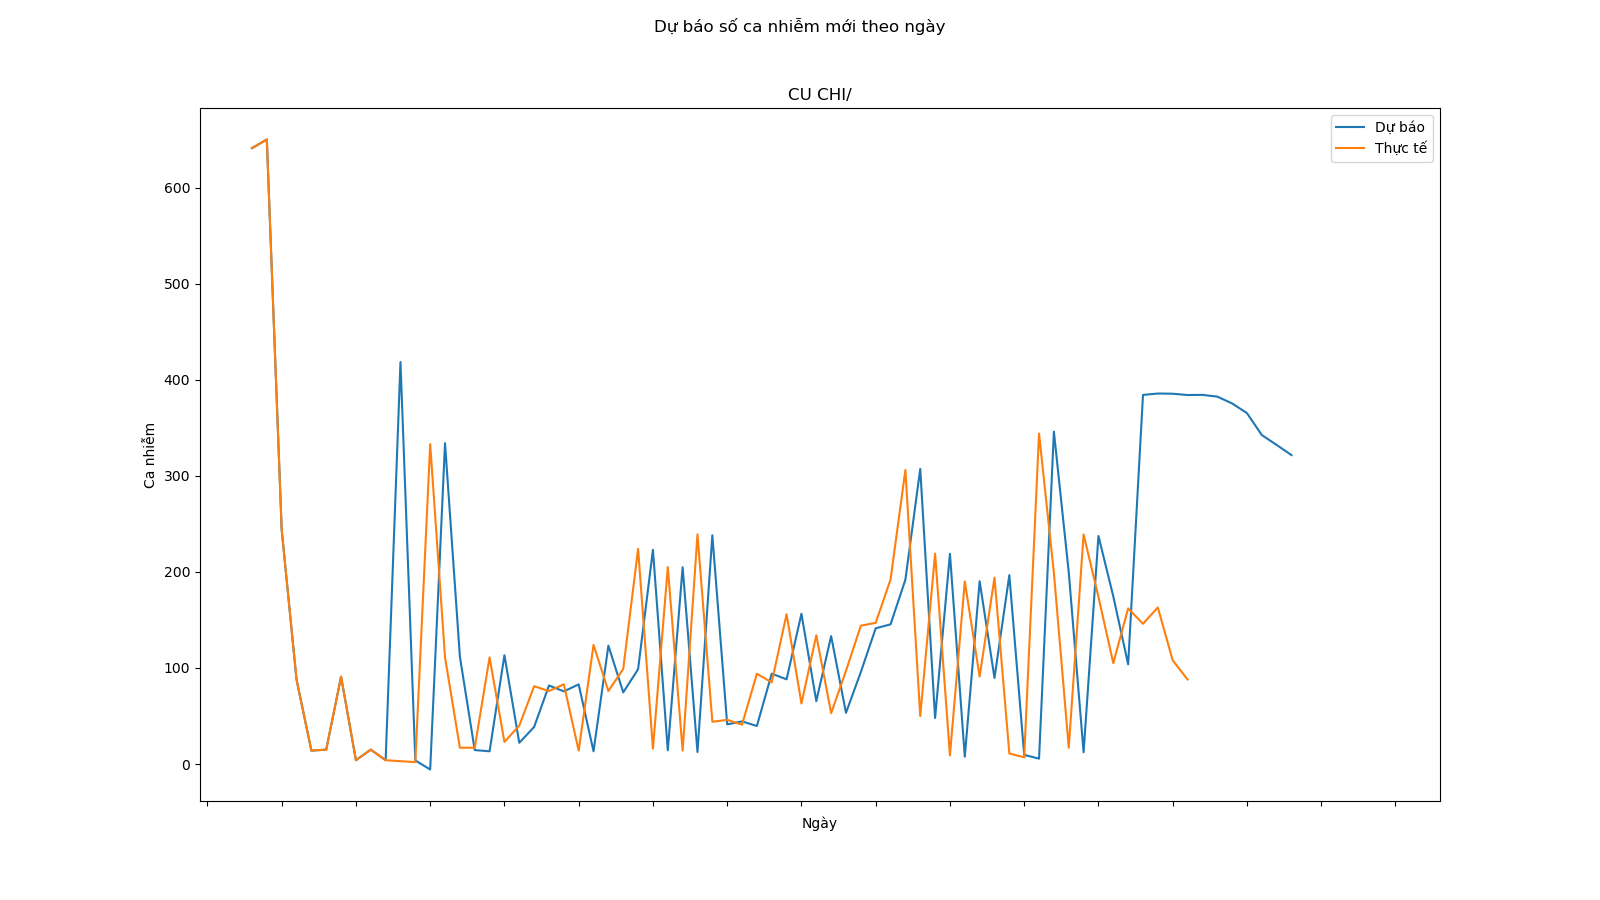 Dự báo số ca nhiễm mới theo ngày
CU CHI/
Dự báo
Thực tế
600
500
400
300
200
100
0
Ca nhiễm
Ngày